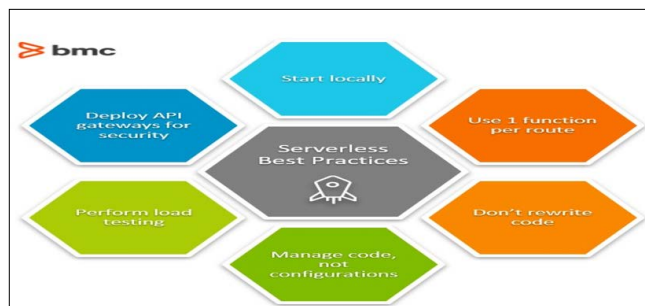 bmc
Start locally
Deploy API
gateways for
security
Use 1 function
per route
Serverless
Best Practices
Perform load
testing
Don't rewrite
code
Manage code,
not
configurations